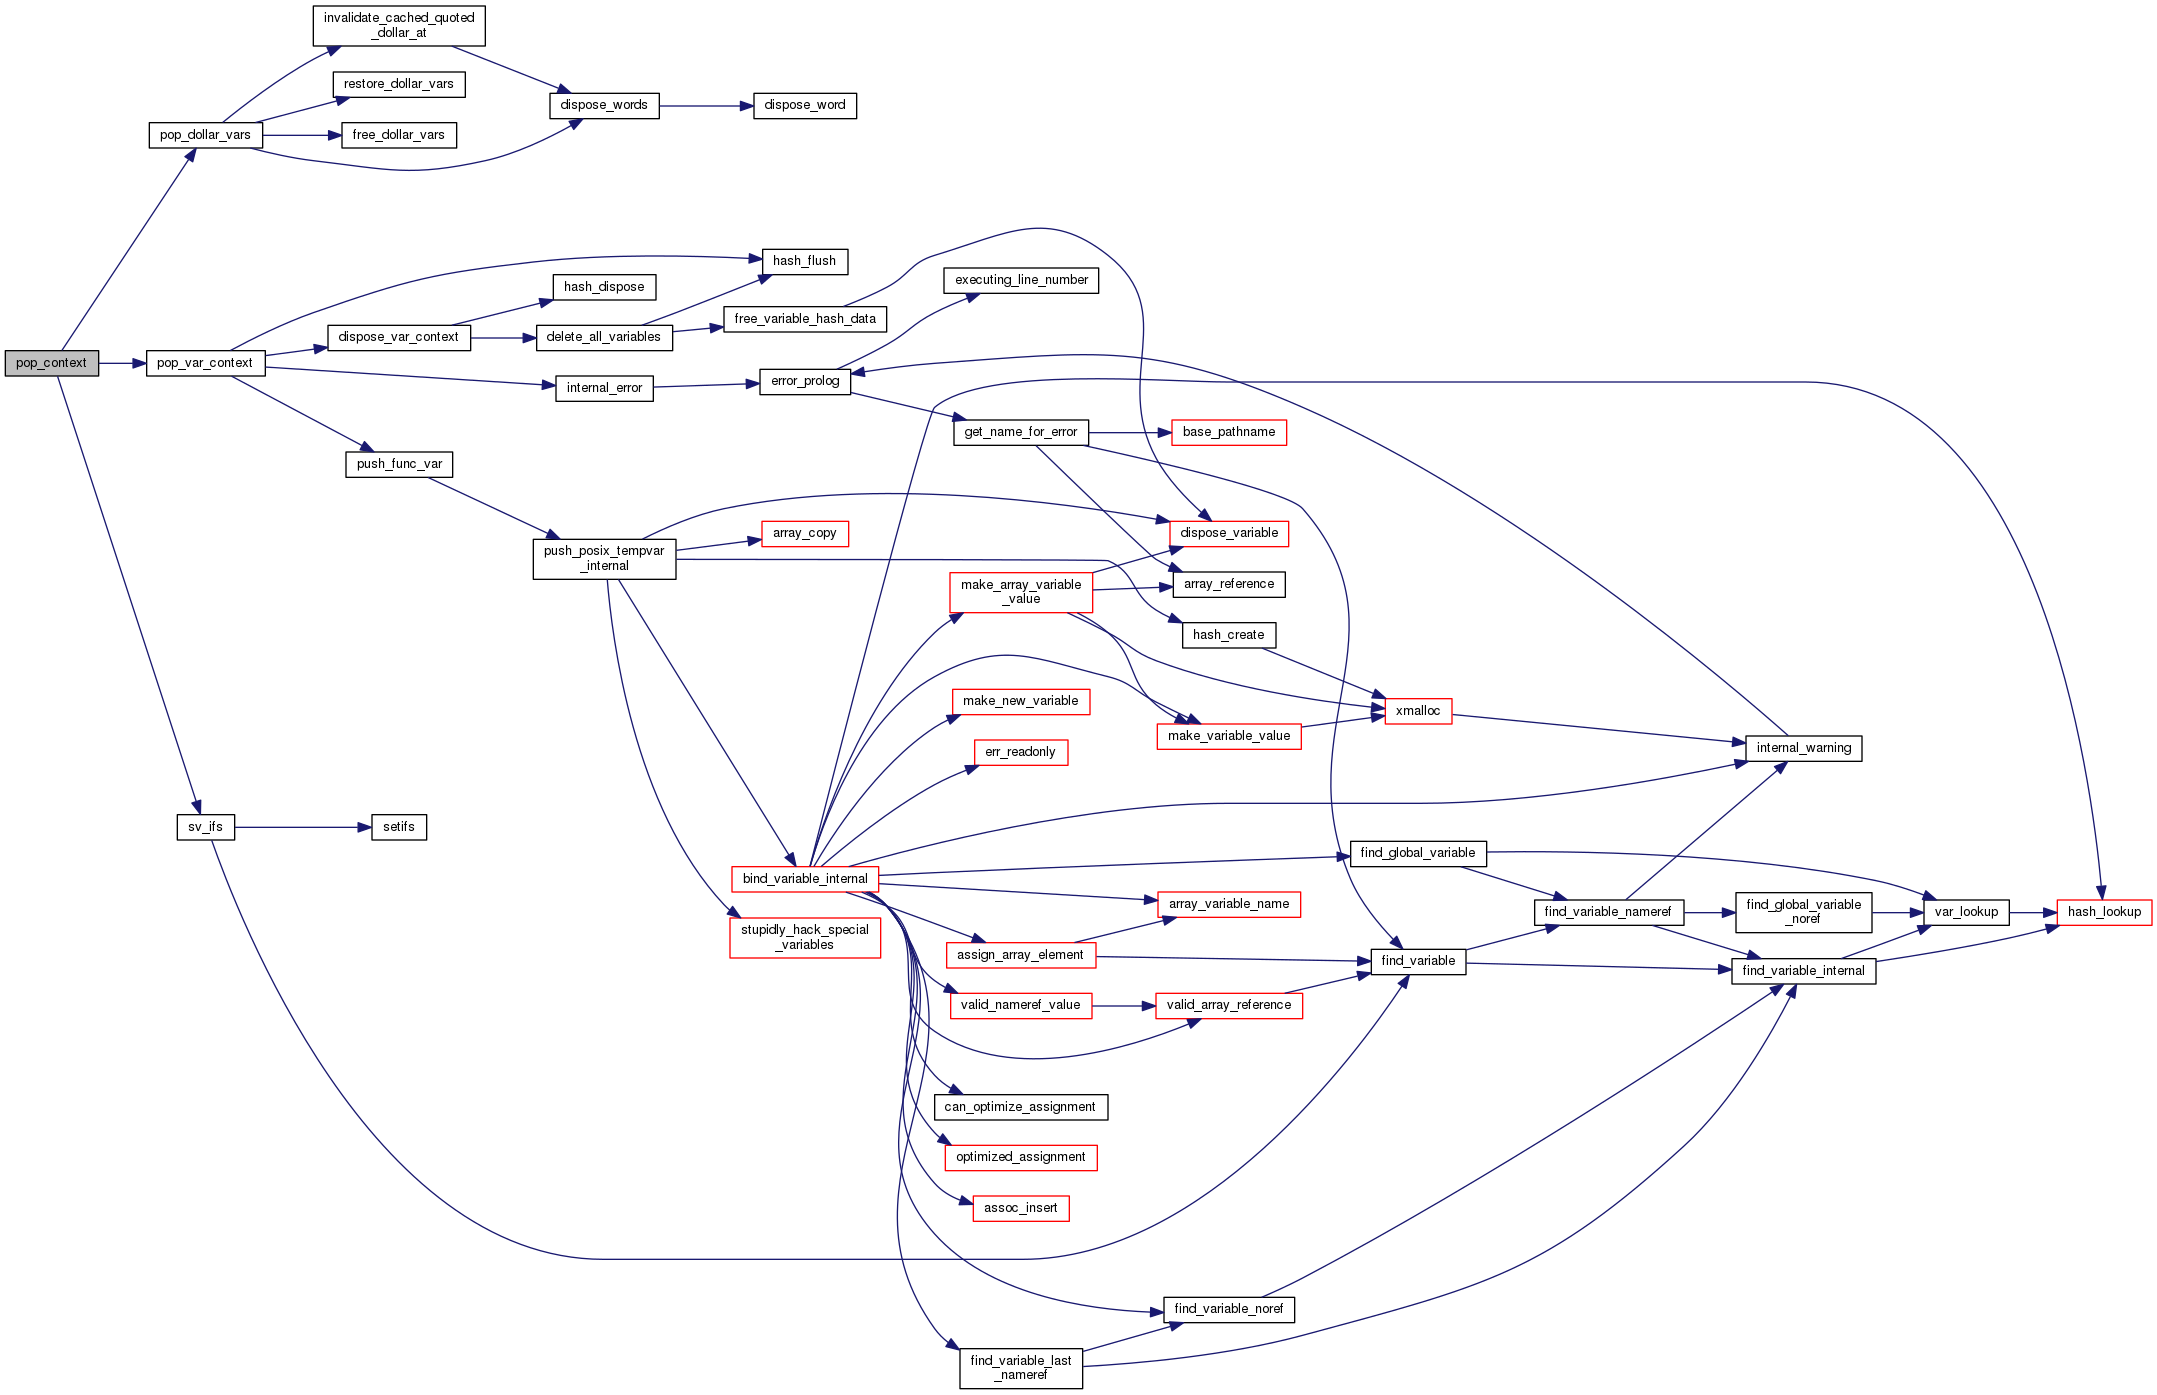 invalidate_cached_quoted
_dollar_at
restore_dollar_vars
dispose_words
dispose_word
pop_dollar_vars
free_dollar_vars
hash_flush
executing_line_number
hash_dispose
free_variable_hash_data
dispose_var_context
delete_all_variables
pop_context
pop_var_context
internal_error
error_prolog
get_name_for_error
base_pathname
push_func_var
array_copy
dispose_variable
push_posix_tempvar
_internal
make_array_variable
_value
array_reference
hash_create
make_new_variable
xmalloc
make_variable_value
err_readonly
internal_warning
sv_ifs
setifs
find_global_variable
bind_variable_internal
array_variable_name
find_variable_nameref
find_global_variable
_noref
var_lookup
hash_lookup
stupidly_hack_special
_variables
assign_array_element
find_variable
find_variable_internal
valid_nameref_value
valid_array_reference
can_optimize_assignment
optimized_assignment
assoc_insert
find_variable_noref
find_variable_last
_nameref